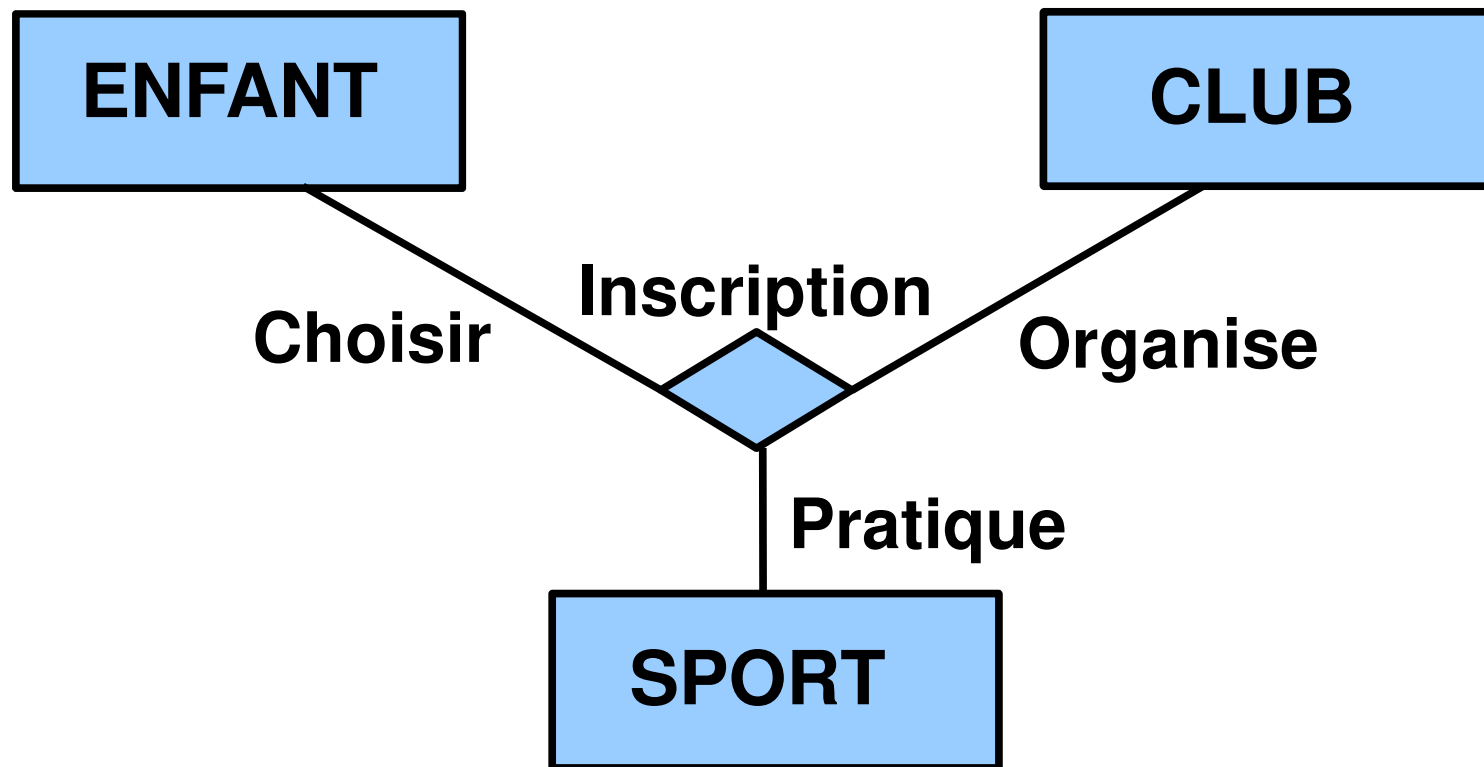 ENFANT
CLUB
Inscription
Choisir
Organise
Pratique
SPORT